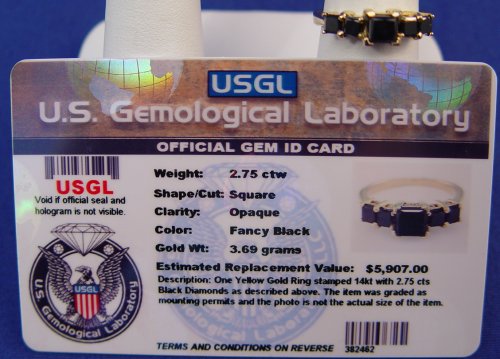 USGL
U.S. Gemological Laboratory
OFFICIAL GEM ID CARD
USGL
Void if official seal and
hologram is not visible.
Weight: 2.75 ctw
Shape/Cut: Square
Clarity: Opaque
Color: Fancy Black
Gold Wt: 3.69 grams
Estimated Replacement Value: $5,907.00
Description: One Yellow Gold Ring stamped 14kt with 2.75 cts
Black Diamonds as described above. The item was graded as
mounting permits and the photo is not the actual size of the item.
USGL
U.S. Gemological Laboratory
TERMS AND CONDITIONS ON REVERSE
382462